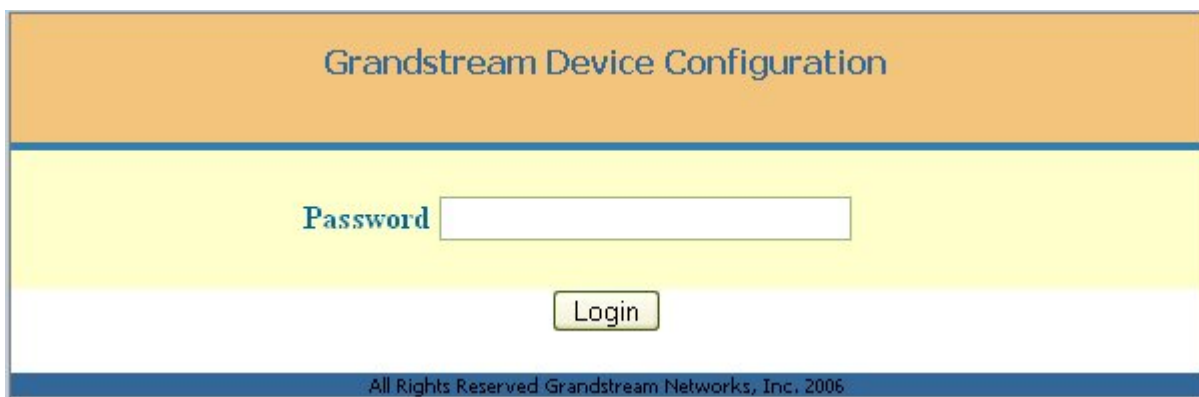 Grandstream Device Configuration
Password
Login
All Rights Reserved Grandstream Networks, Inc. 2006